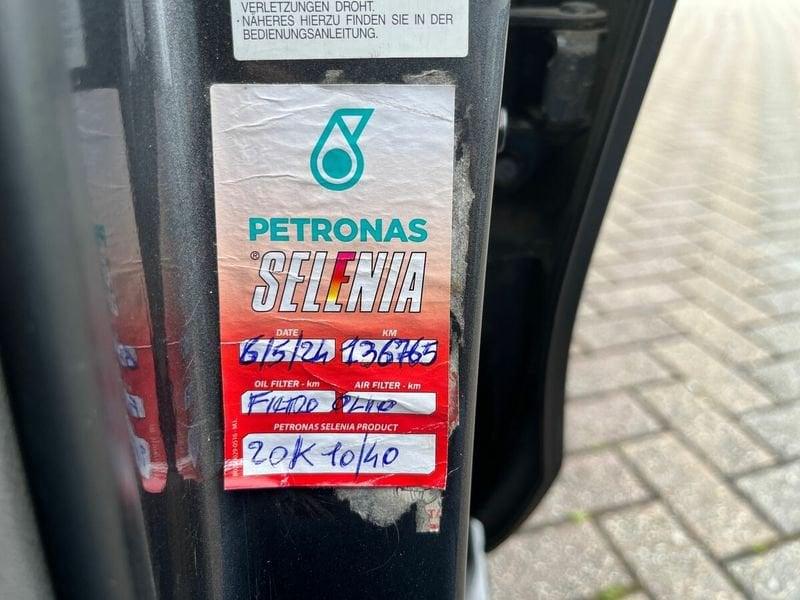 VERLETZUNGEN DROHT.
· NÄHERES HIERZU FINDEN SIE IN DER
BEDIENUNGSANLEITUNG.
PETRONAS
® SELENIA
DATE KM
6/5/24 136765
OIL FILTER - km AIR FILTER - km
FILTRO OLIO
PETRONAS SELENIA PRODUCT
20K 10/40